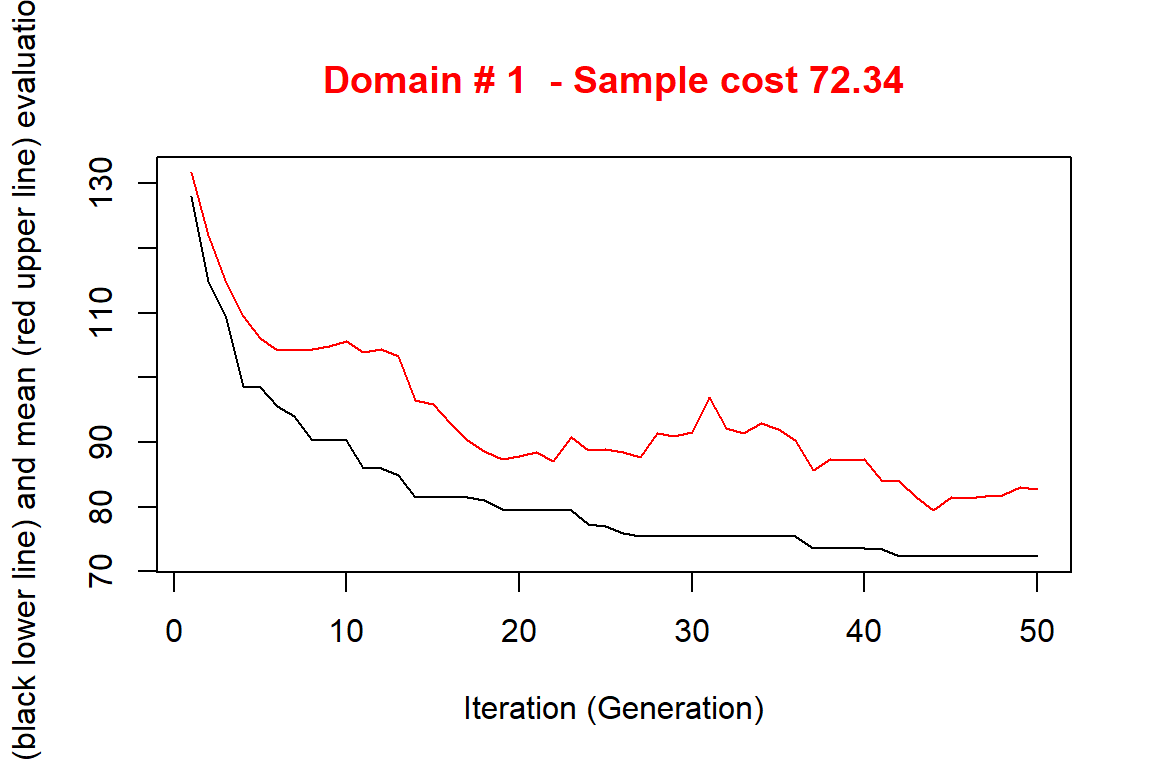 Domain # 1  - Sample cost 72.34
(black lower line) and mean (red upper line) evaluatio
130
110
90
80
70
0 10 20 30 40 50
Iteration (Generation)